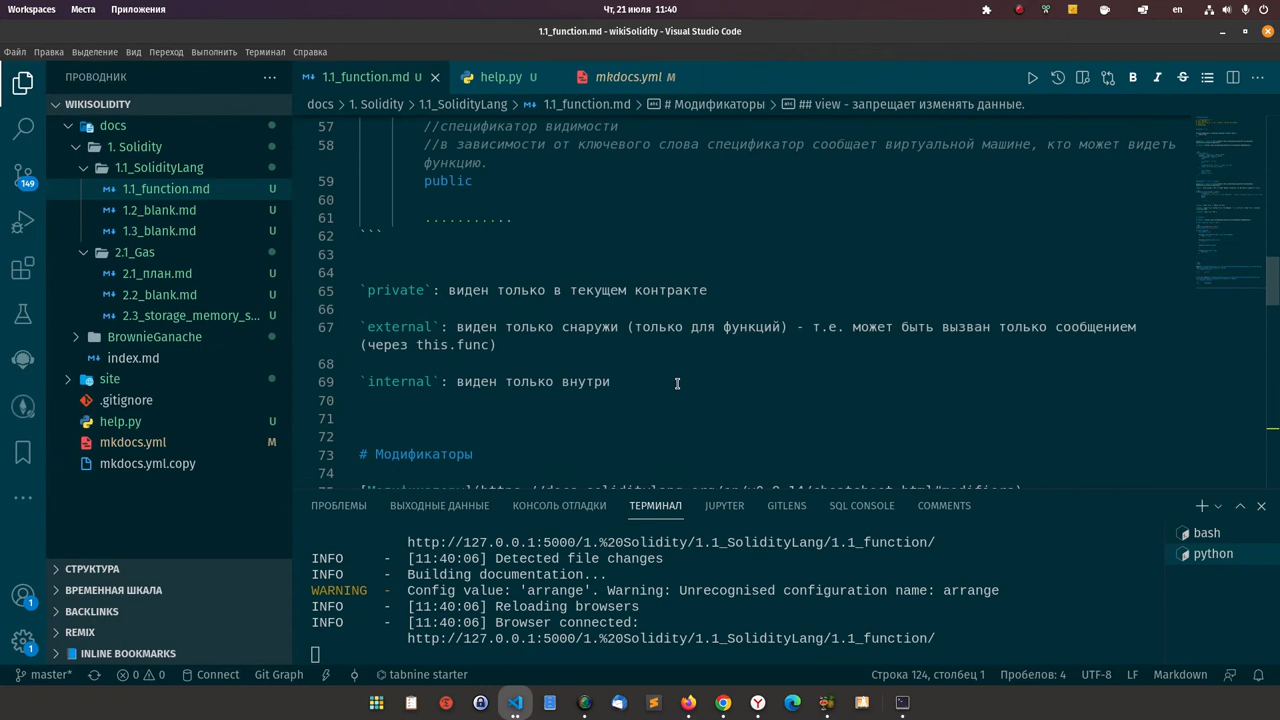 Workspaces Места Приложения
Чт, 21 июля 11:40
en
1.1_function.md - wikiSolidity - Visual Studio Code
Файл Правка Выделение Вид Переход Выполнить Терминал Справка
ПРОВОДНИК
1.1_function.md U
help.py U
mkdocs.yml M
WIKISOLIDITY
docs
1. Solidity
1.1_SolidityLang
1.1_function.md U
1.2_blank.md U
1.3_blank.md U
2.1_Gas
2.1_план.md U
2.2_blank.md U
2.3_storage_memory_s... U
BrownieGanache
index.md
site
.gitignore
help.py U
mkdocs.yml M
mkdocs.yml.copy
СТРУКТУРА
ВРЕМЕННАЯ ШКАЛА
BACKLINKS
REMIX
INLINE BOOKMARKS
149
1
1
docs > 1. Solidity > 1.1_SolidityLang > 1.1_function.md > # Модификаторы > ## view - запрещает изменять данные.
57 //спецификатор видимости
58 //в зависимости от ключевого слова спецификатор сообщает виртуальной машине, кто может видеть
функцию.
59 public
60
61 ...........
62 ```
63
64
65 `private`: виден только в текущем контракте
66
67 `external`: виден только снаружи (только для функций) - т.е. может быть вызван только сообщением
(через this.func)
68
69 `internal`: виден только внутри
70
71
72
73 # Модификаторы
74
ПРОБЛЕМЫ ВЫХОДНЫЕ ДАННЫЕ КОНСОЛЬ ОТЛАДКИ ТЕРМИНАЛ JUPYTER GITLENS SQL CONSOLE COMMENTS
http://127.0.0.1:5000/1.%20Solidity/1.1_SolidityLang/1.1_function/
INFO - [11:40:06] Detected file changes
INFO - Building documentation...
WARNING - Config value: 'arrange'. Warning: Unrecognised configuration name: arrange
INFO - [11:40:06] Reloading browsers
INFO - [11:40:06] Browser connected:
http://127.0.0.1:5000/1.%20Solidity/1.1_SolidityLang/1.1_function/
bash
python
master* 0 0 Connect Git Graph tabnine starter
Строка 124, столбец 1 Пробелов: 4 UTF-8 LF Markdown